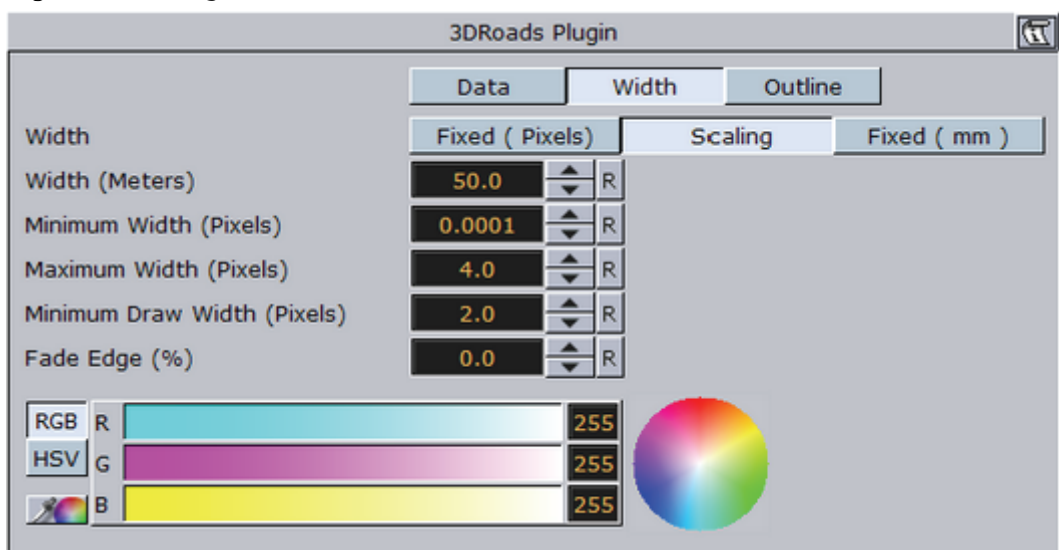 3DRoads Plugin
Data Width Outline
Width Fixed ( Pixels) Scaling Fixed ( mm )
Width (Meters) 50.0 R
Minimum Width (Pixels) 0.0001 R
Maximum Width (Pixels) 4.0 R
Minimum Draw Width (Pixels) 2.0 R
Fade Edge (%) 0.0 R
RGB R 255
HSV G 255
B 255